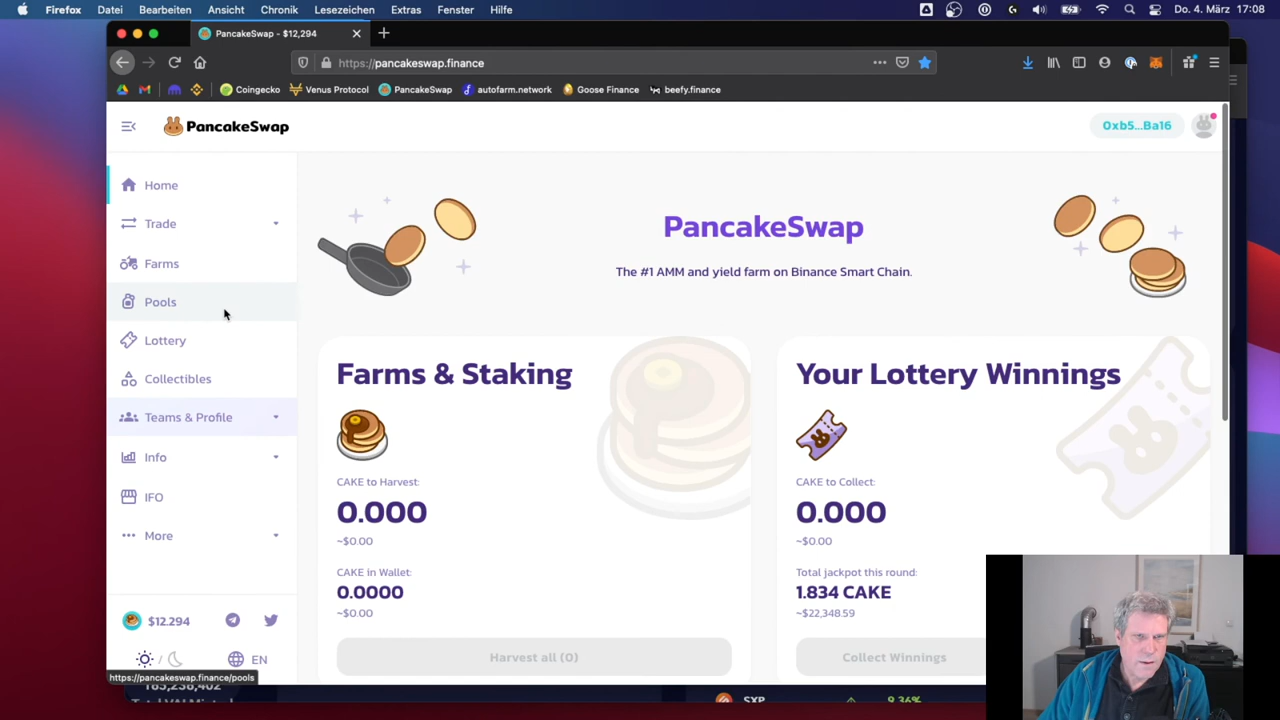 Firefox Datei Bearbeiten Ansicht Chronik Lesezeichen Extras Fenster Hilfe Do. 4. März 17:08
PancakeSwap - $12,294
https://pancakeswap.finance
Coingecko Venus Protocol PancakeSwap autofarm.network Goose Finance beefy.finance
PancakeSwap
0xb5...Ba16
Home
Trade
Farms
Pools
Lottery
Collectibles
Teams & Profile
Info
IFO
More
$12.294
EN
https://pancakeswap.finance/pools
PancakeSwap
The #1 AMM and yield farm on Binance Smart Chain.
Farms & Staking
CAKE to Harvest:
0.000
~$0.00
CAKE in Wallet:
0.0000
~$0.00
Harvest all (0)
Your Lottery Winnings
CAKE to Collect:
0.000
~$0.00
Total jackpot this round:
1.834 CAKE
~$22,348.59
Collect Winnings
SXP 9.36%